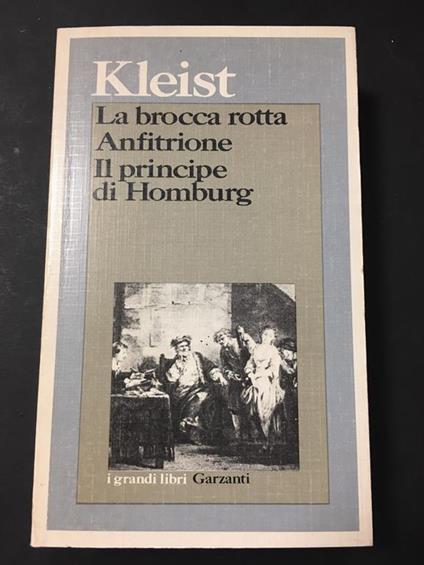 Kleist
La brocca rotta
Anfitrione
Il principe
di Homburg
i grandi libri Garzanti